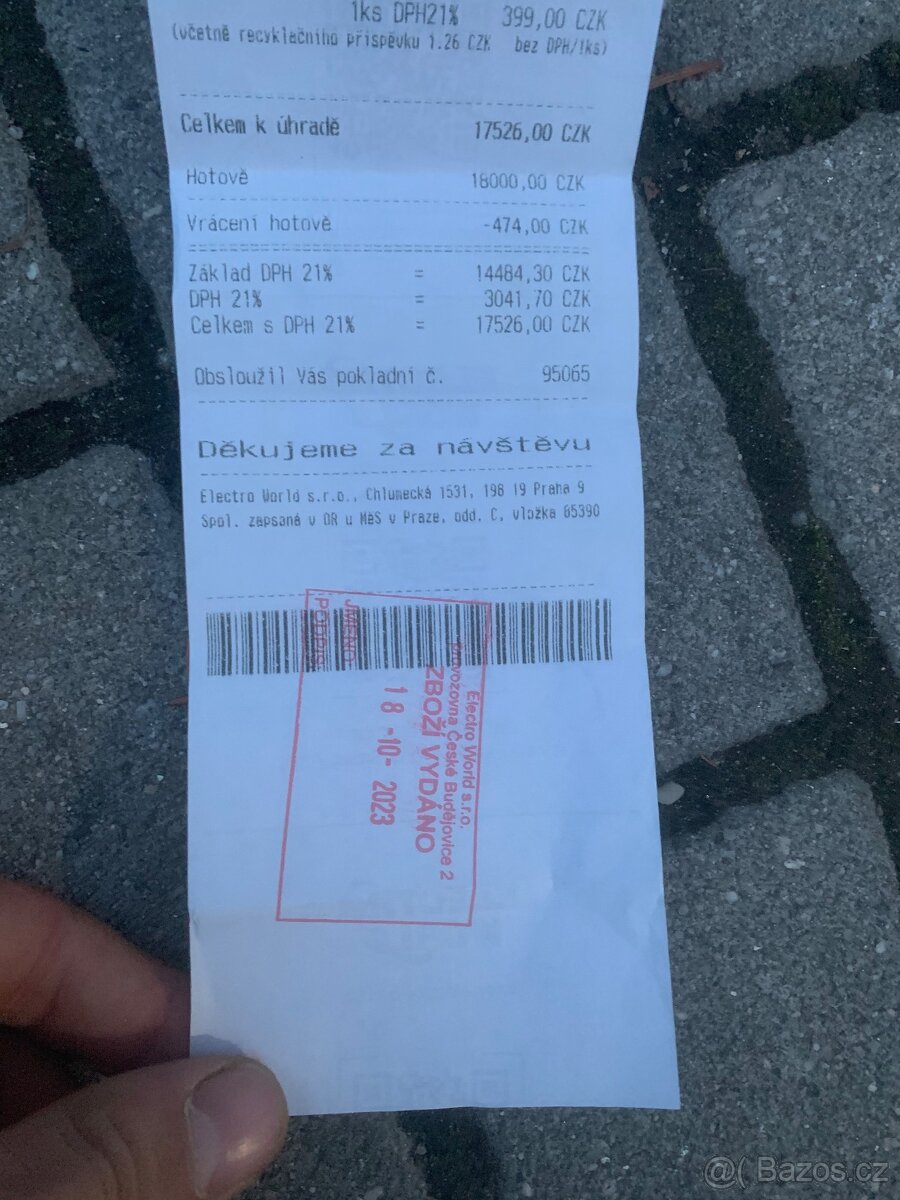 1ks DPH21% 399,00 CZK
(včetně recyklačního příspěvku 1.26 CZK bez DPH/1ks)
Celkem k úhradě 17526,00 CZK
Hotově 18000,00 CZK
Vrácení hotově -474,00 CZK
Základ DPH 21% = 14484,30 CZK
DPH 21% = 3041,70 CZK
Celkem s DPH 21% = 17526,00 CZK
Obsloužil Vás pokladní č. 95065
Děkujeme za návštěvu
Electro World s.r.o., Chlumecká 1531, 198 19 Praha 9
Spol. zapsaná v OR u MěS v Praze, odd. C, vložka 85390
Electro World s.r.o.
provozovna České Budějovice 2
ZBOŽÍ VYDÁNO
18 -10- 2023
JMÉNO:
PODPIS:
@( Bazos.cz